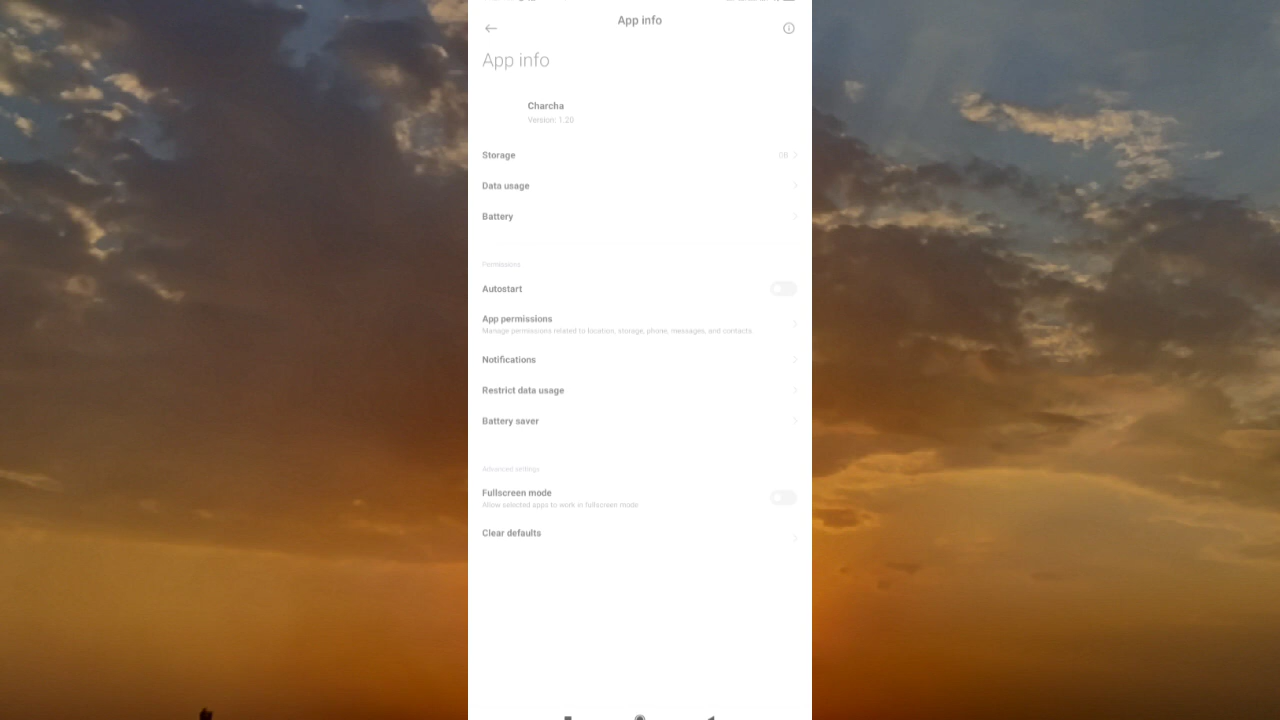 App info
App info
Charcha
Version: 1.20
Storage
0B
Data usage
Battery
Permissions
Autostart
App permissions
Manage permissions related to location, storage, phone, messages, and contacts
Notifications
Restrict data usage
Battery saver
Advanced settings
Fullscreen mode
Allow selected apps to work in fullscreen mode
Clear defaults